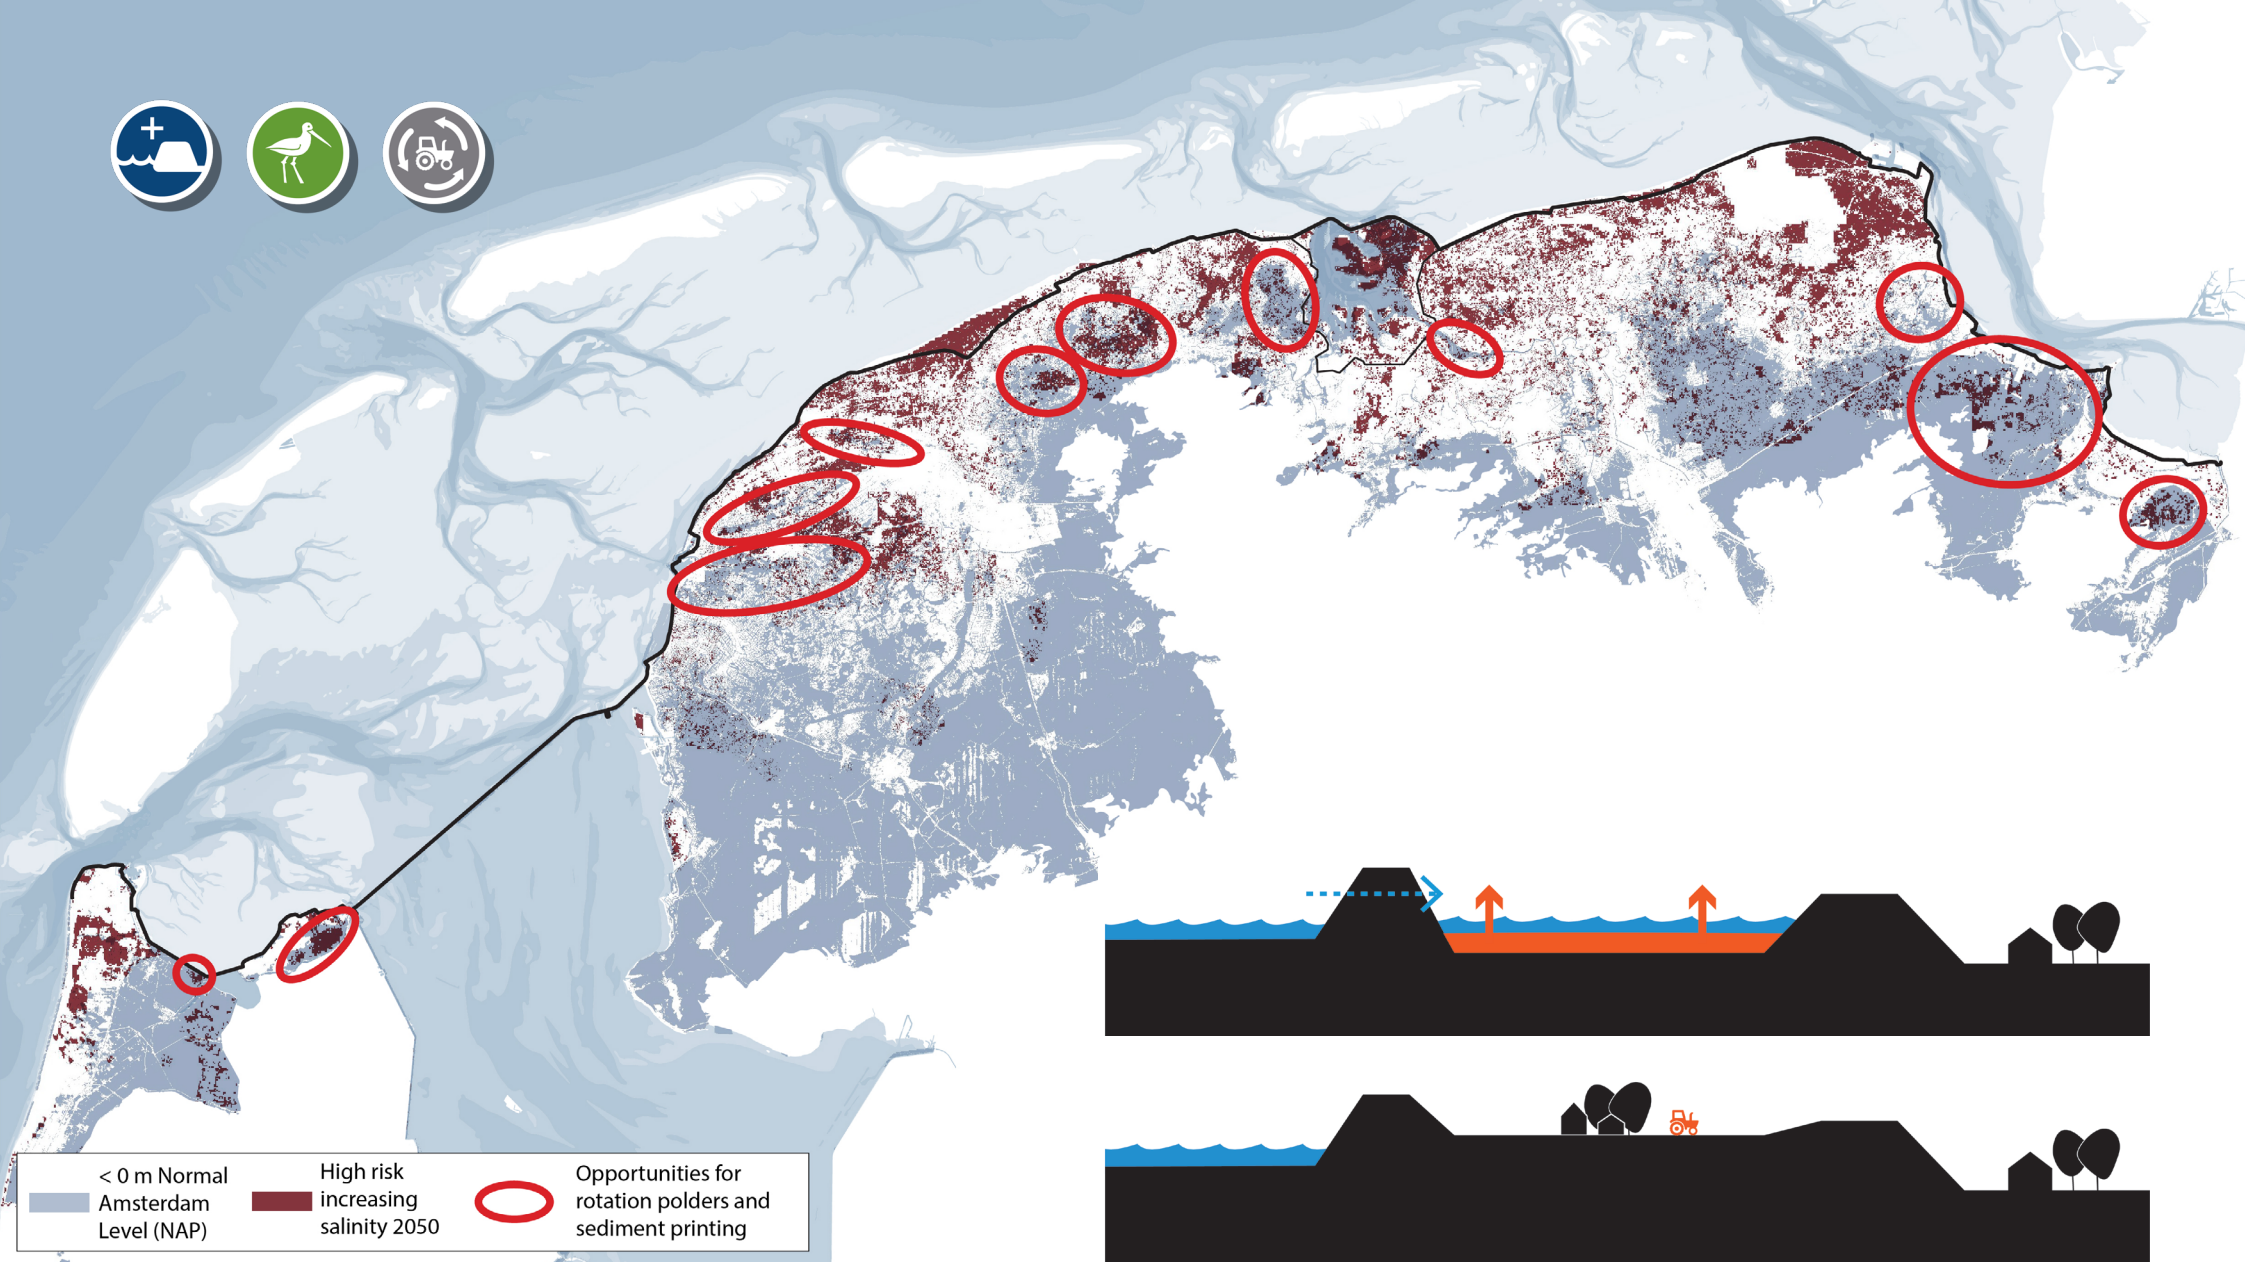 < 0 m Normal
Amsterdam
Level (NAP)
High risk
increasing
salinity 2050
Opportunities for
rotation polders and
sediment printing